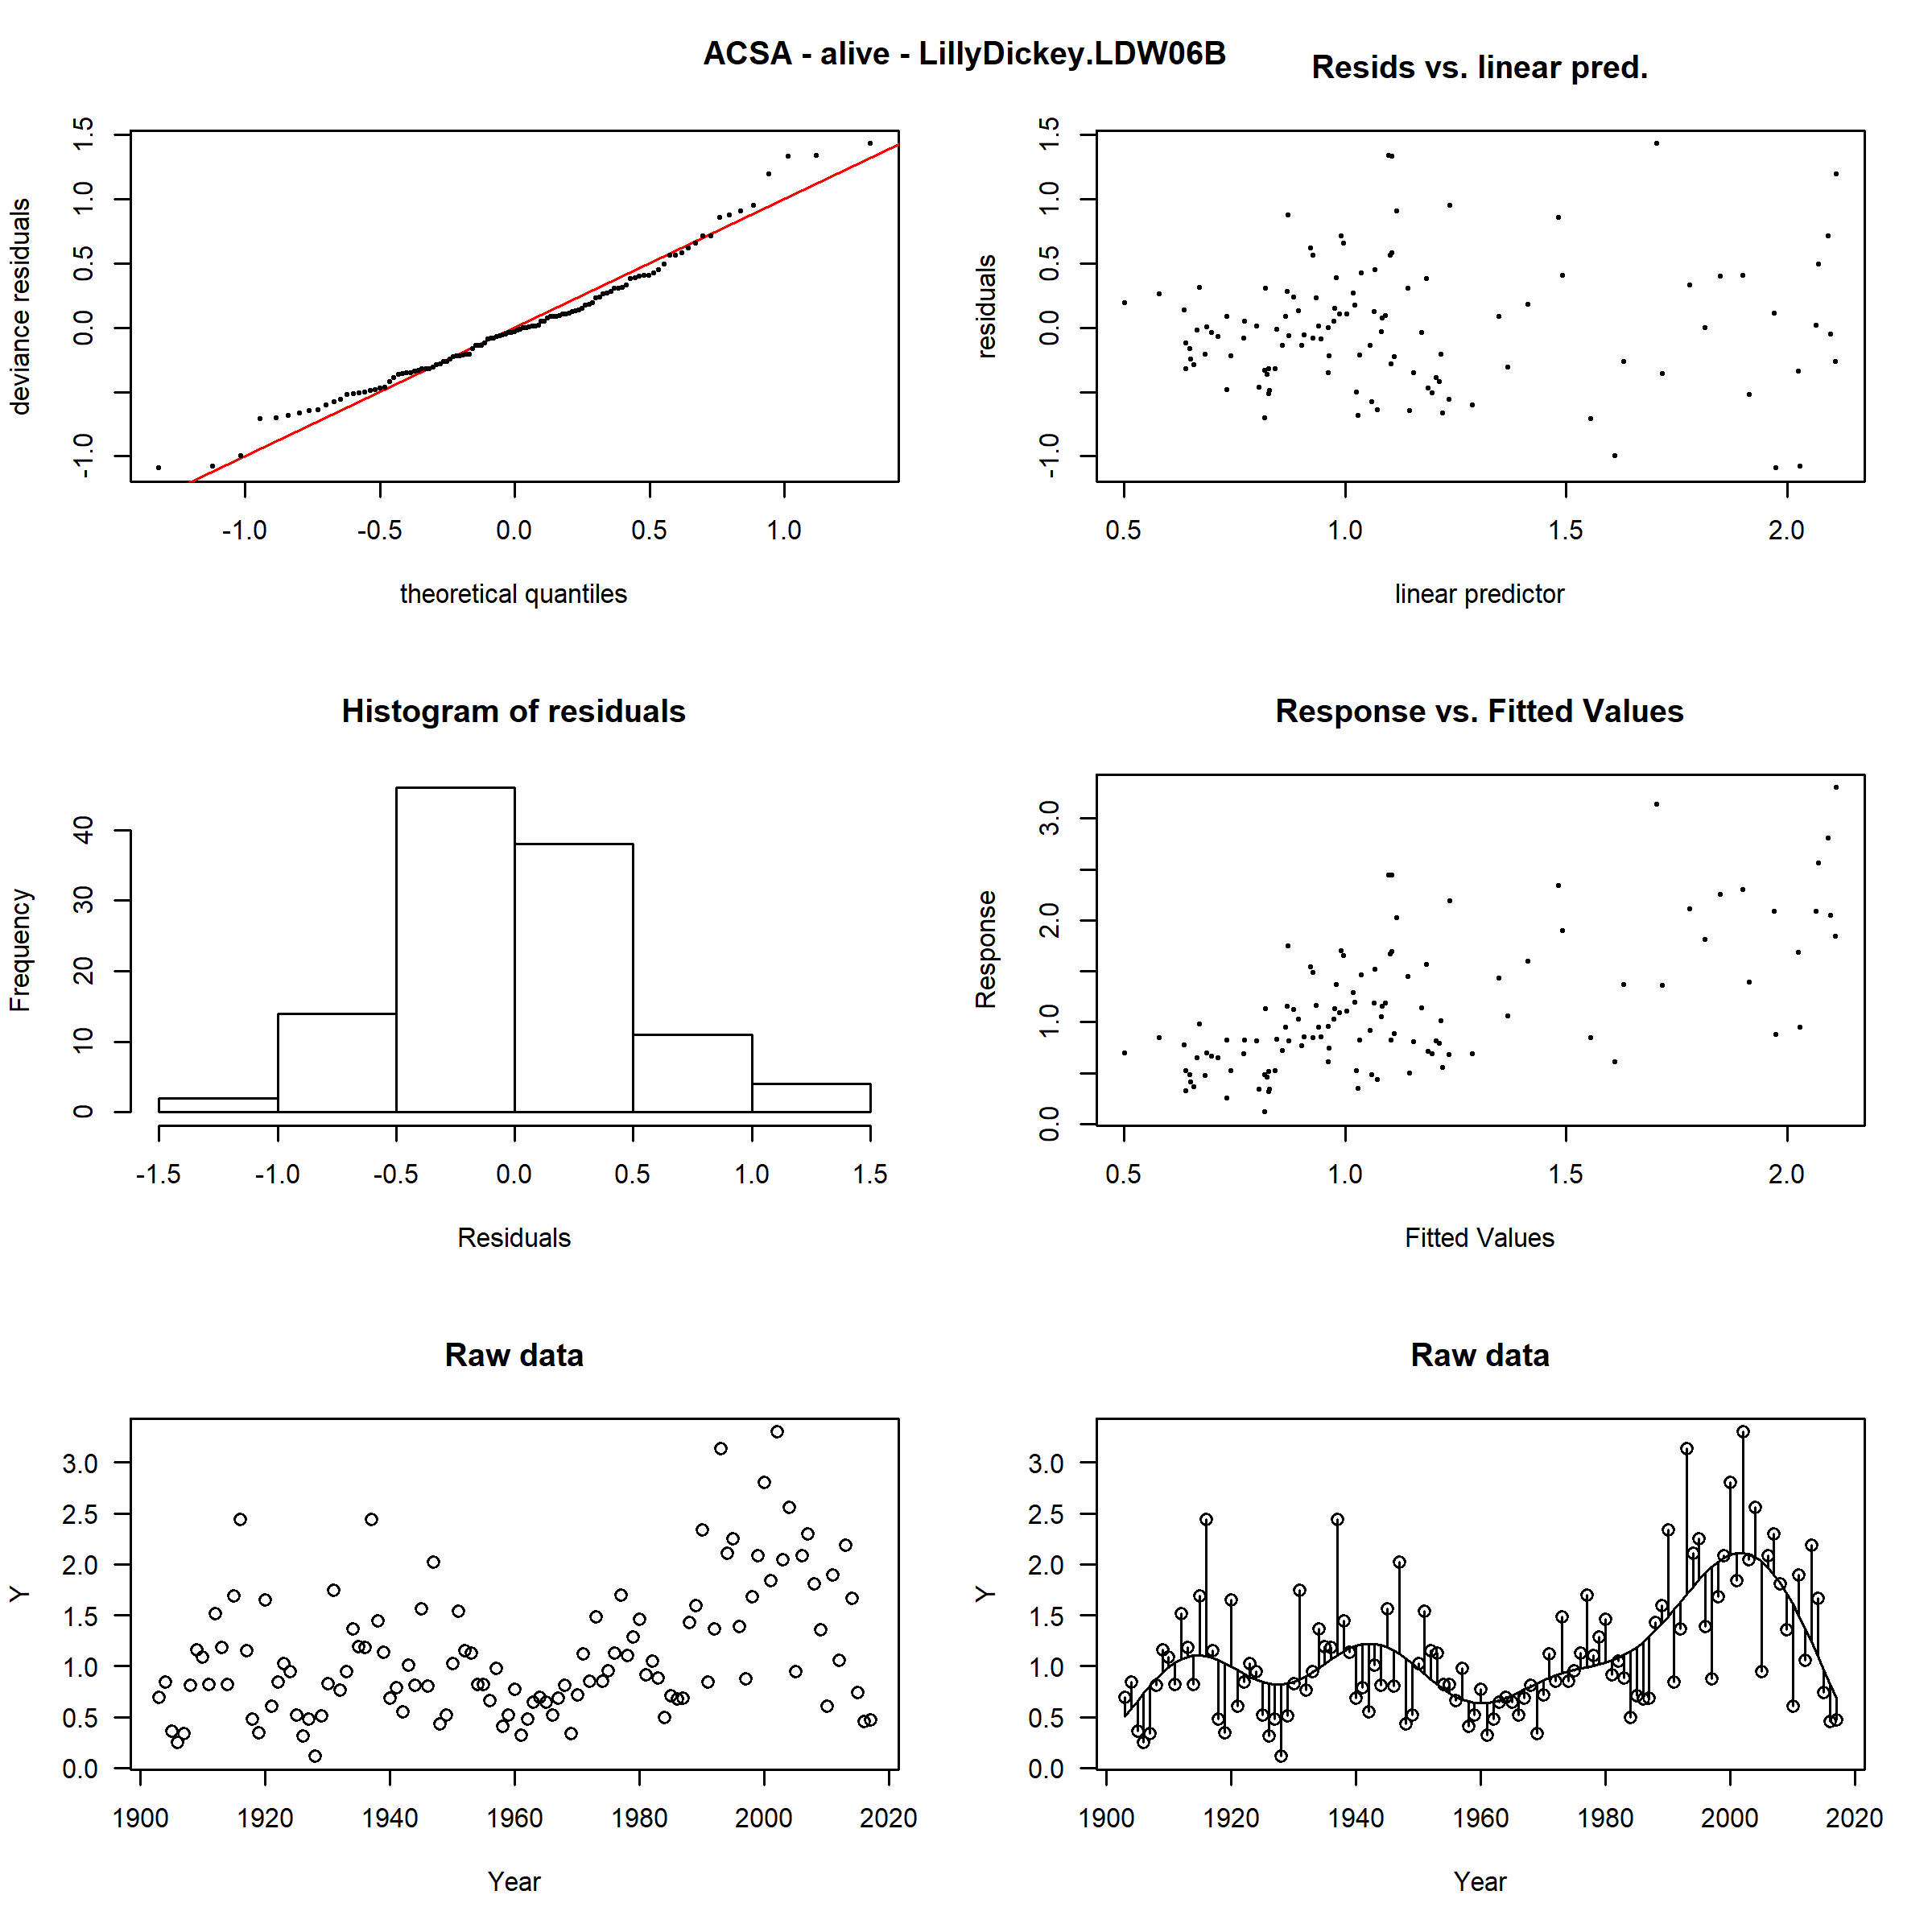 ACSA - alive - LillyDickey.LDW06B
Resids vs. linear pred.
deviance residuals
-1.0 0.0 0.5 1.0 1.5
-1.0 -0.5 0.0 0.5 1.0
theoretical quantiles
residuals
-1.0 0.0 0.5 1.0 1.5
0.5 1.0 1.5 2.0
linear predictor
Histogram of residuals
Frequency
0 10 20 30 40
-1.5 -1.0 -0.5 0.0 0.5 1.0 1.5
Residuals
Response vs. Fitted Values
Response
0.0 1.0 2.0 3.0
0.5 1.0 1.5 2.0
Fitted Values
Raw data
Y
0.0 0.5 1.0 1.5 2.0 2.5 3.0
1900 1920 1940 1960 1980 2000 2020
Year
Raw data
Y
0.0 0.5 1.0 1.5 2.0 2.5 3.0
1900 1920 1940 1960 1980 2000 2020
Year